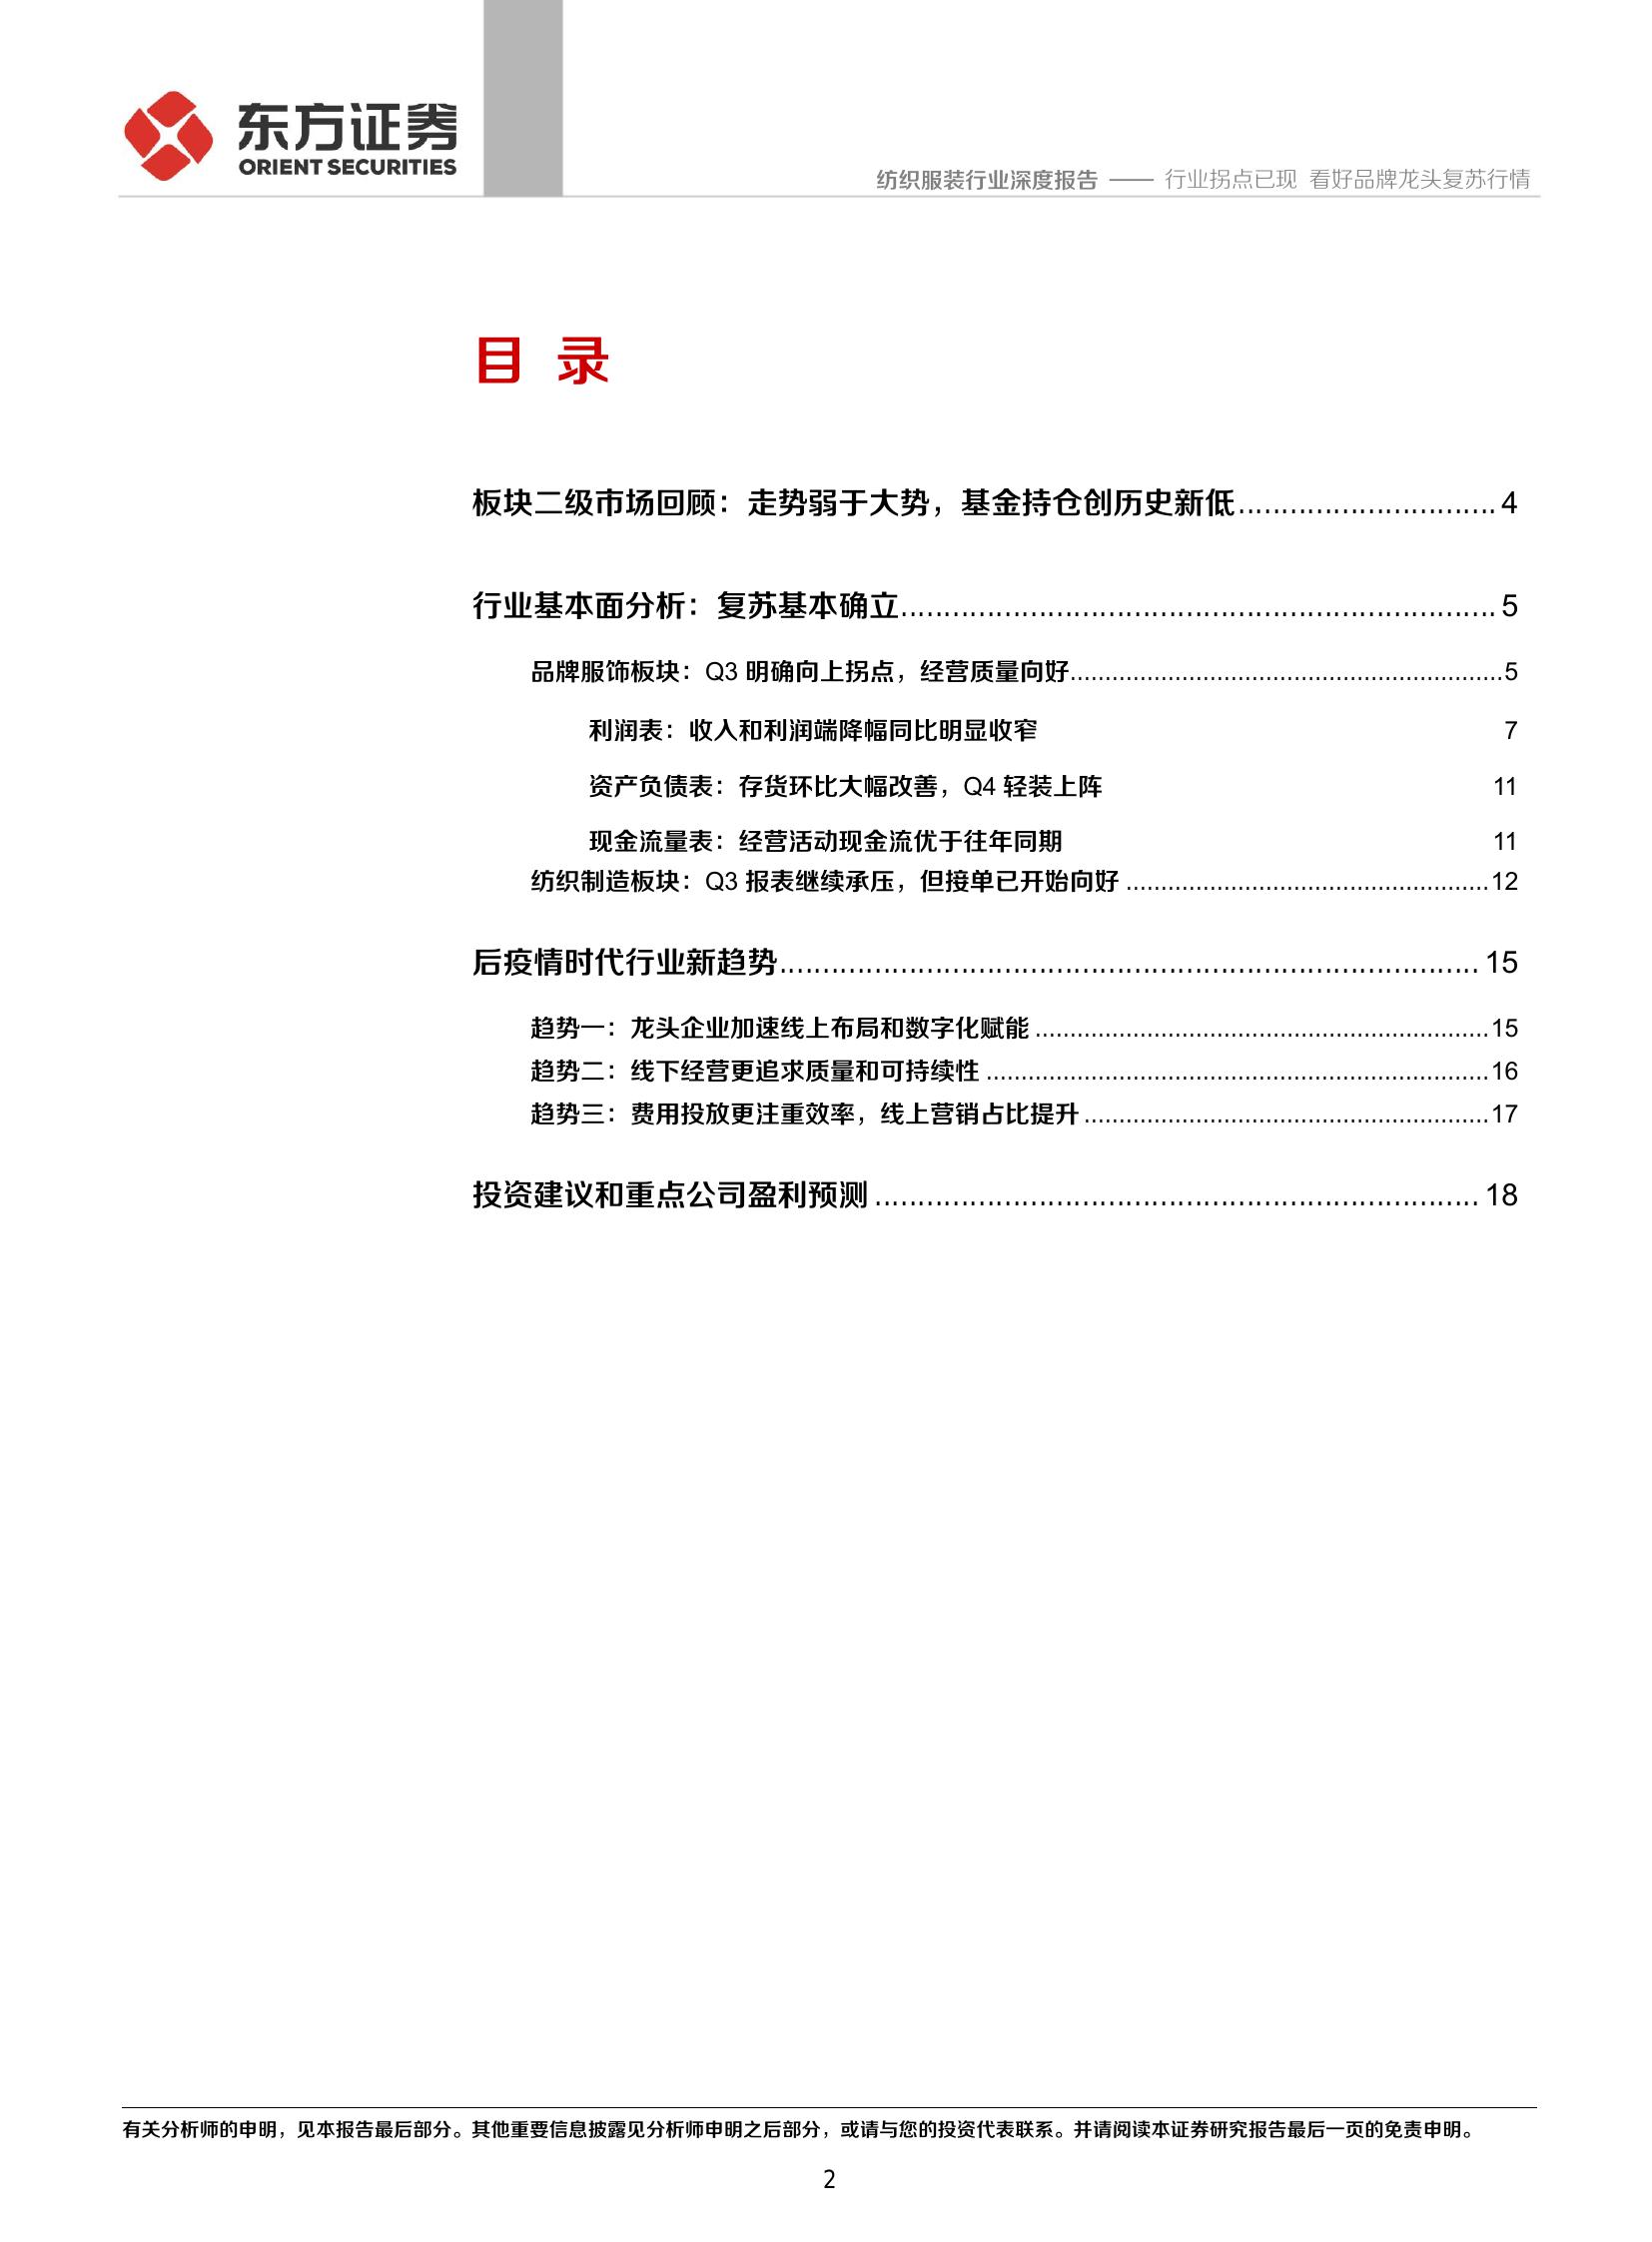 东方证券
ORIENT SECURITIES
纺织服装行业深度报告 —— 行业拐点已现 看好品牌龙头复苏行情
目 录
板块二级市场回顾：走势弱于大势，基金持仓创历史新低.............................. 4
行业基本面分析：复苏基本确立..................................................................... 5
品牌服饰板块：Q3 明确向上拐点，经营质量向好..............................................................5
利润表：收入和利润端降幅同比明显收窄 7
资产负债表：存货环比大幅改善，Q4 轻装上阵 11
现金流量表：经营活动现金流优于往年同期 11
纺织制造板块：Q3 报表继续承压，但接单已开始向好 ....................................................12
后疫情时代行业新趋势................................................................................. 15
趋势一：龙头企业加速线上布局和数字化赋能 .................................................................15
趋势二：线下经营更追求质量和可持续性 ........................................................................16
趋势三：费用投放更注重效率，线上营销占比提升 ..........................................................17
投资建议和重点公司盈利预测 ...................................................................... 18
有关分析师的申明，见本报告最后部分。其他重要信息披露见分析师申明之后部分，或请与您的投资代表联系。并请阅读本证券研究报告最后一页的免责申明。
2